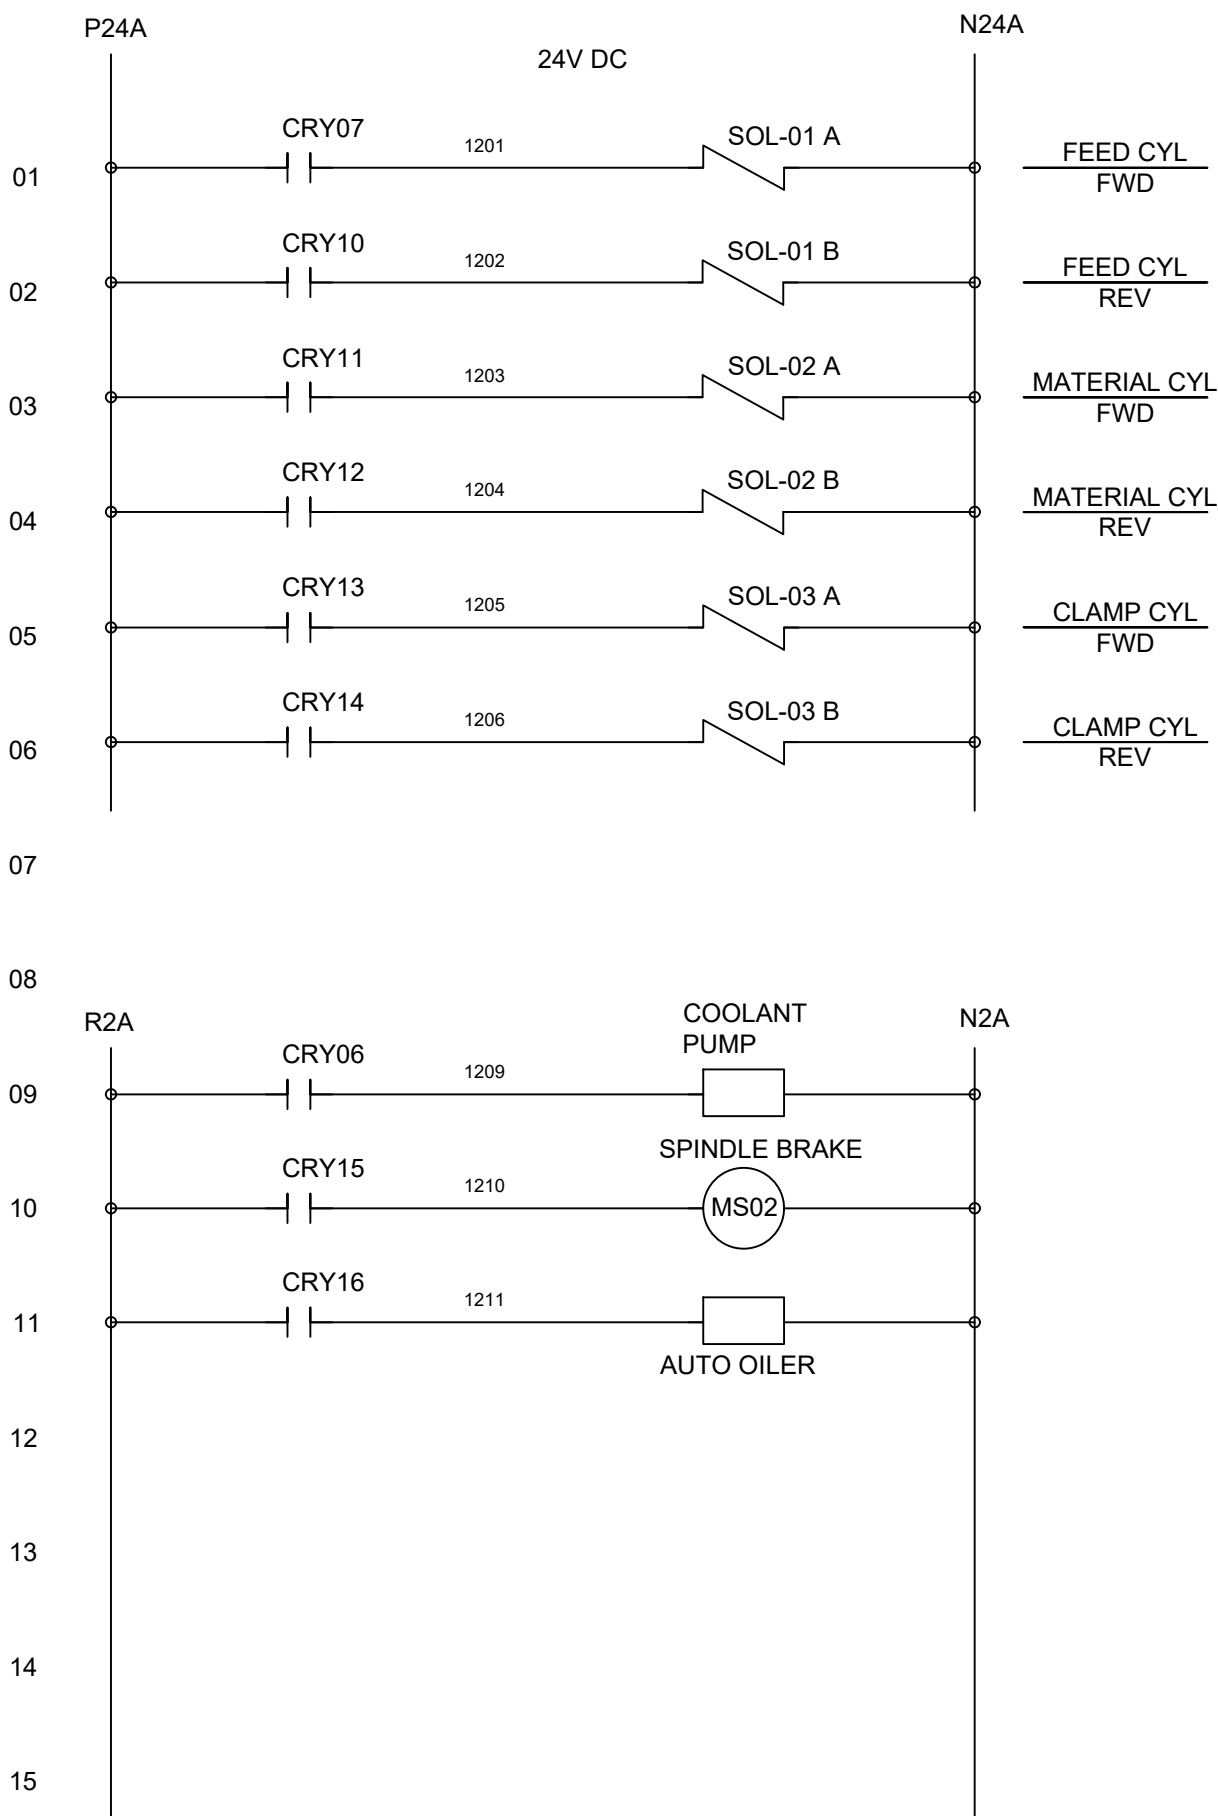 P24A
N24A
24V DC
CRY07
1201
SOL-01 A
FEED CYL
FWD
01
CRY10
1202
SOL-01 B
FEED CYL
REV
02
CRY11
1203
SOL-02 A
MATERIAL CYL
FWD
03
CRY12
1204
SOL-02 B
MATERIAL CYL
REV
04
CRY13
1205
SOL-03 A
CLAMP CYL
FWD
05
CRY14
1206
SOL-03 B
CLAMP CYL
REV
06
07
08
R2A
N2A
COOLANT
PUMP
CRY06
1209
09
SPINDLE BRAKE
CRY15
1210
MS02
10
CRY16
1211
11
AUTO OILER
12
13
14
15